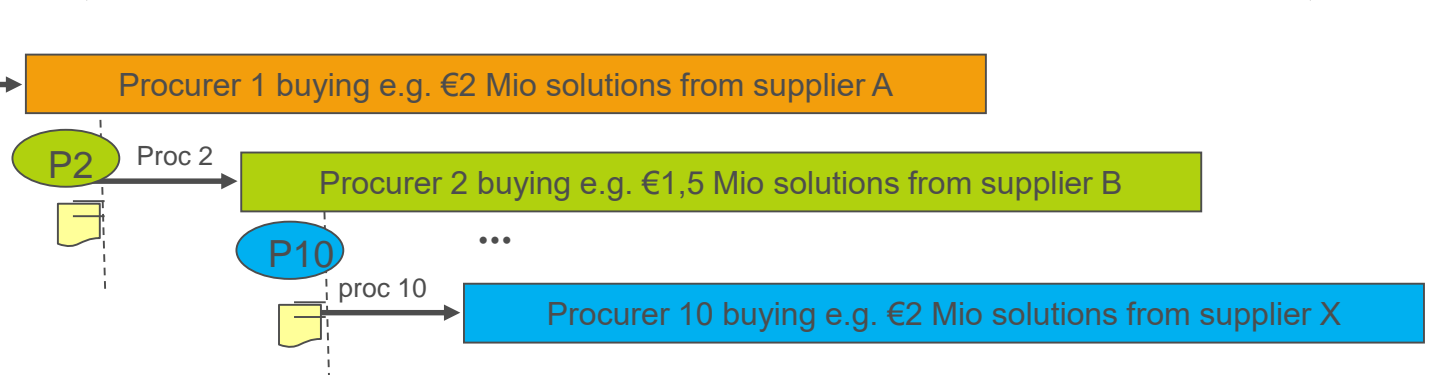 Procurer 1 buying e.g. €2 Mio solutions from supplier A
P2
Proc 2
Procurer 2 buying e.g. €1,5 Mio solutions from supplier B
P10
...
proc 10
Procurer 10 buying e.g. €2 Mio solutions from supplier X